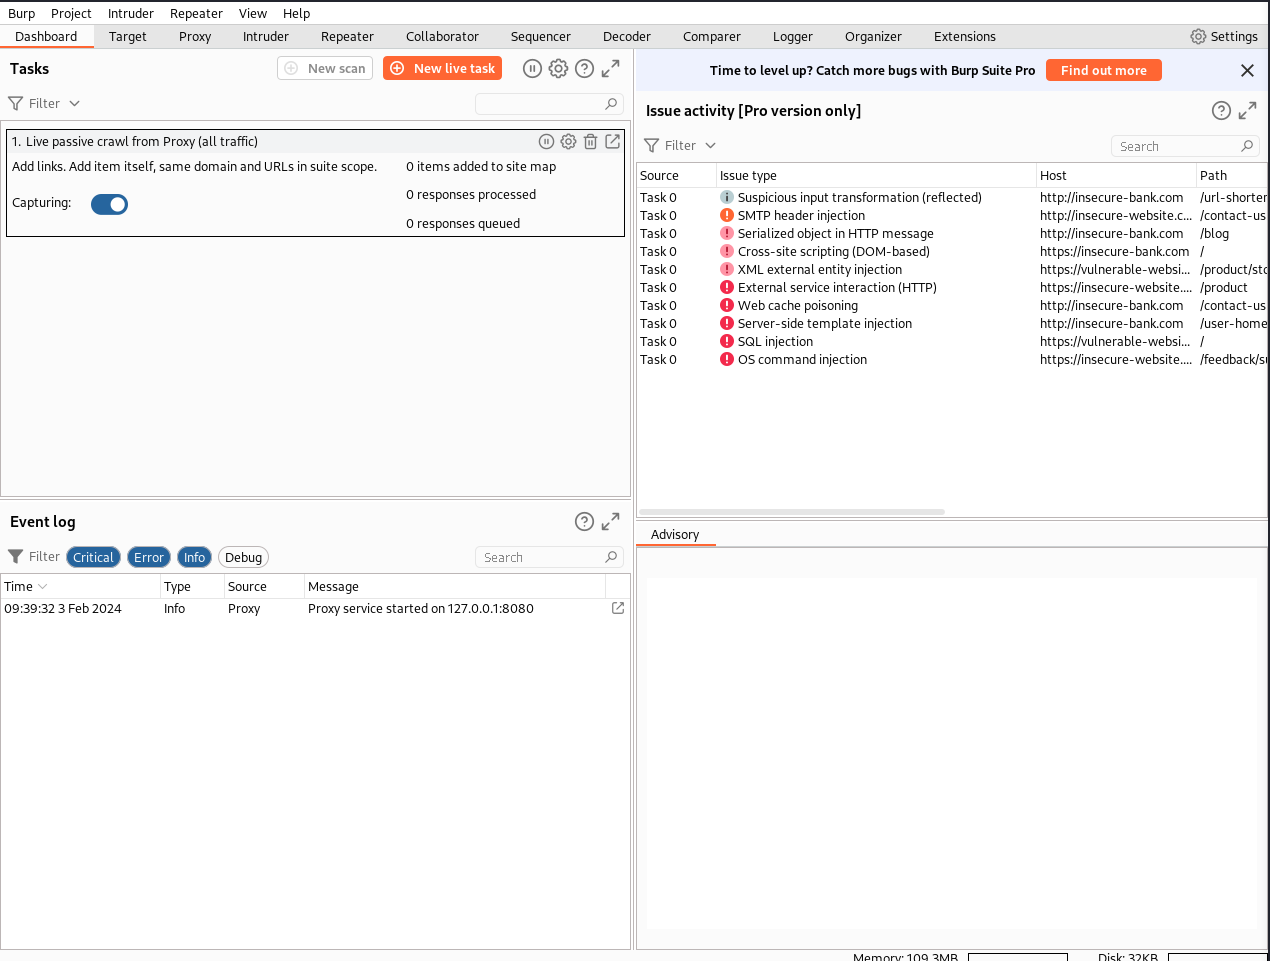 Burp Project Intruder Repeater View Help
Dashboard Target Proxy Intruder Repeater Collaborator Sequencer Decoder Comparer Logger Organizer Extensions Settings
Tasks New scan New live task
Filter
1. Live passive crawl from Proxy (all traffic)
Add links. Add item itself, same domain and URLs in suite scope. 0 items added to site map
0 responses processed
Capturing:
0 responses queued
Event log
Filter Critical Error Info Debug Search
Time Type Source Message
09:39:32 3 Feb 2024 Info Proxy Proxy service started on 127.0.0.1:8080
Time to level up? Catch more bugs with Burp Suite Pro Find out more
Issue activity [Pro version only]
Filter Search
Source Issue type Host Path
Task 0 Suspicious input transformation (reflected) http://insecure-bank.com /url-shorten
Task 0 SMTP header injection http://insecure-website.c... /contact-us
Task 0 Serialized object in HTTP message http://insecure-bank.com /blog
Task 0 Cross-site scripting (DOM-based) https://insecure-bank.com /
Task 0 XML external entity injection https://vulnerable-websi... /product/sto
Task 0 External service interaction (HTTP) https://insecure-website.... /product
Task 0 Web cache poisoning http://insecure-bank.com /contact-us
Task 0 Server-side template injection http://insecure-bank.com /user-home
Task 0 SQL injection https://vulnerable-websi... /
Task 0 OS command injection https://insecure-website.... /feedback/su
Advisory
Memory: 109.3MB Disk: 32KB